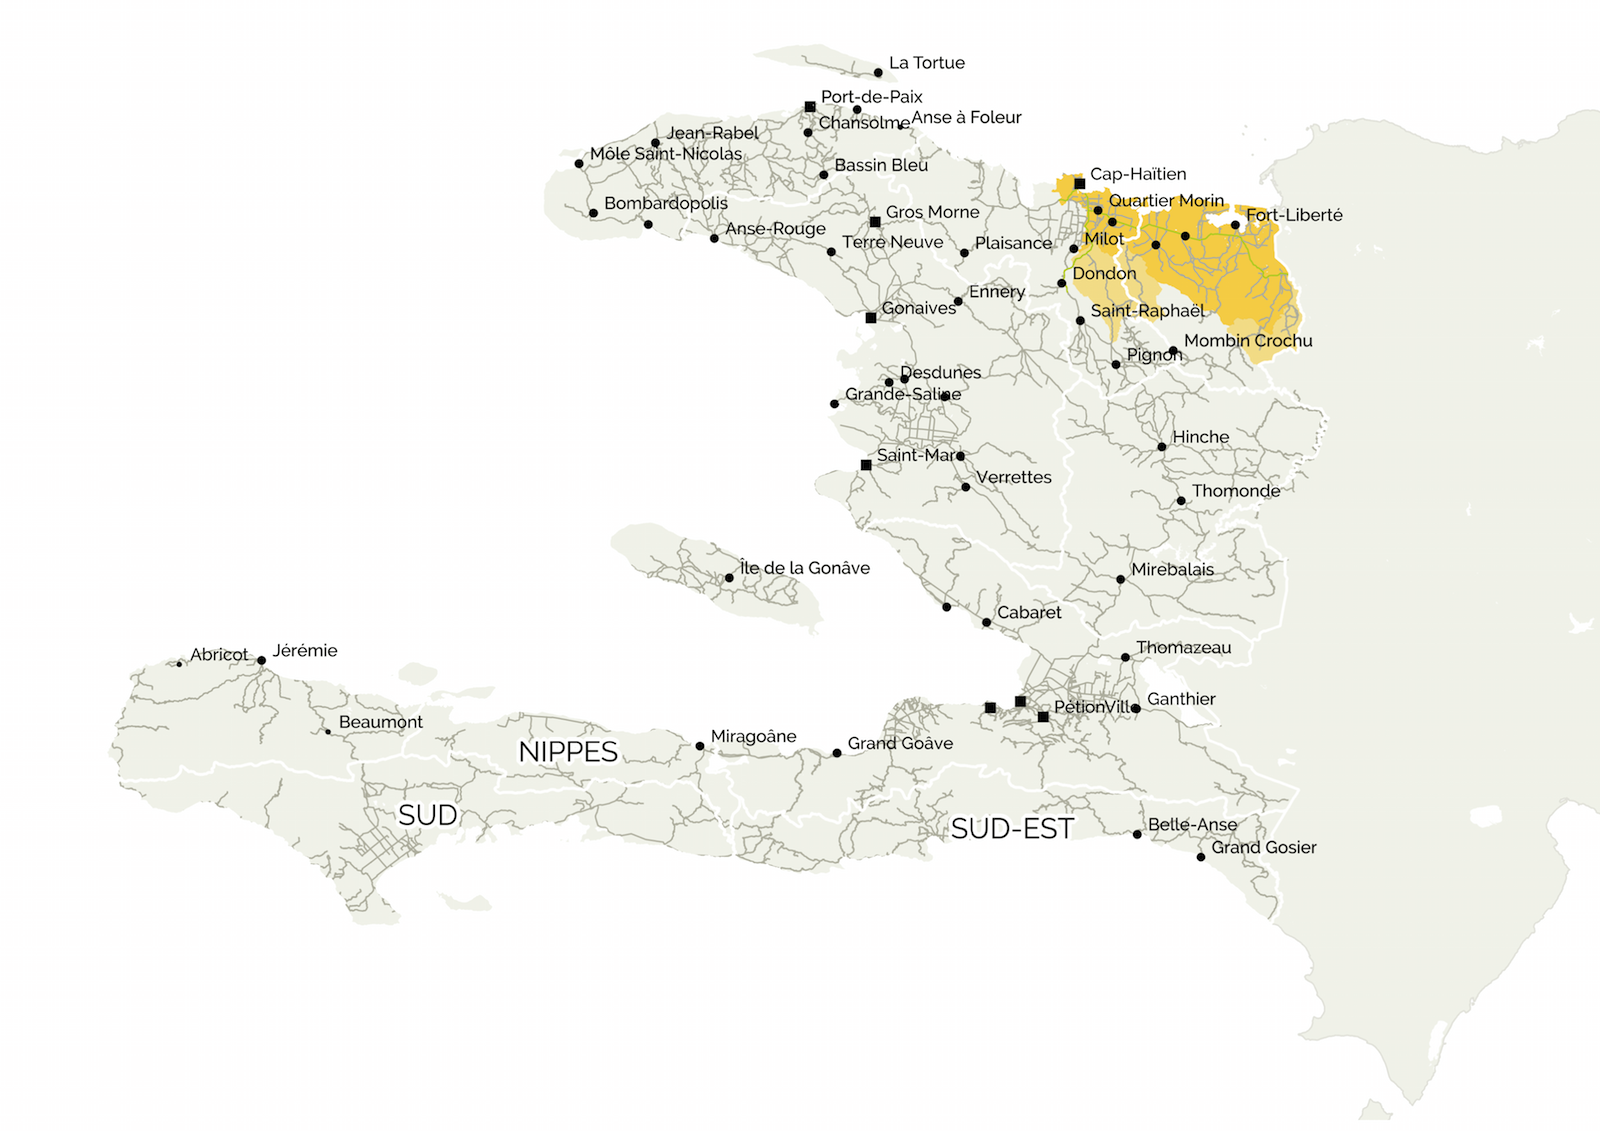 La Tortue
Port-de-Paix
Anse à Foleur
Chansolme
Jean-Rabel
Môle Saint-Nicolas
Bassin Bleu
Cap-Haïtien
Bombardopolis
Quartier Morin
Gros Morne
Fort-Liberté
Anse-Rouge
Terre Neuve
Plaisance
Milot
Dondon
Ennery
Gonaives
Saint-Raphaël
Mombin Crochu
Pignon
Desdunes
Grande-Saline
Hinche
Saint-Marc
Verrettes
Thomonde
Île de la Gonâve
Mirebalais
Cabaret
Thomazeau
Abricot
Jérémie
Ganthier
PétionVille
Beaumont
Miragoâne
Grand Goâve
NIPPES
SUD
SUD-EST
Belle-Anse
Grand Gosier